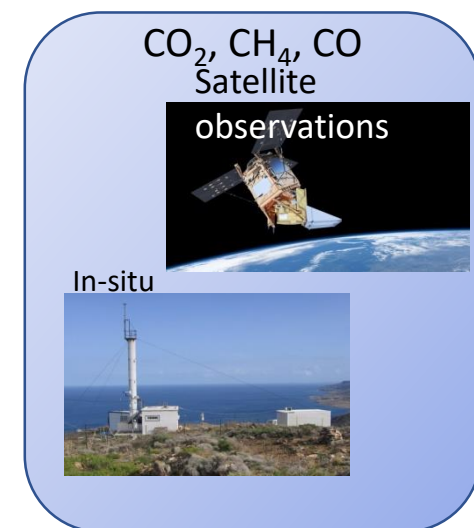 CO₂, CH₄, CO
Satellite
observations
In-situ